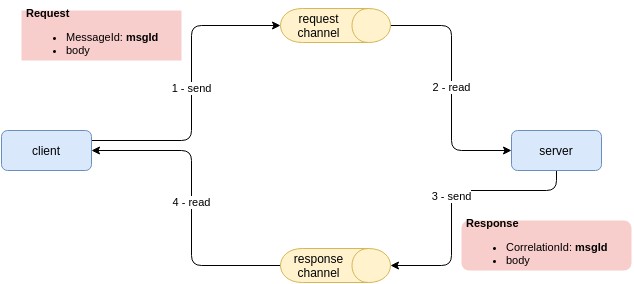 Request
MessageId: msgId
body
request
channel
1 - send
2 - read
client
server
4 - read
3 - send
Response
CorrelationId: msgId
body
response
channel